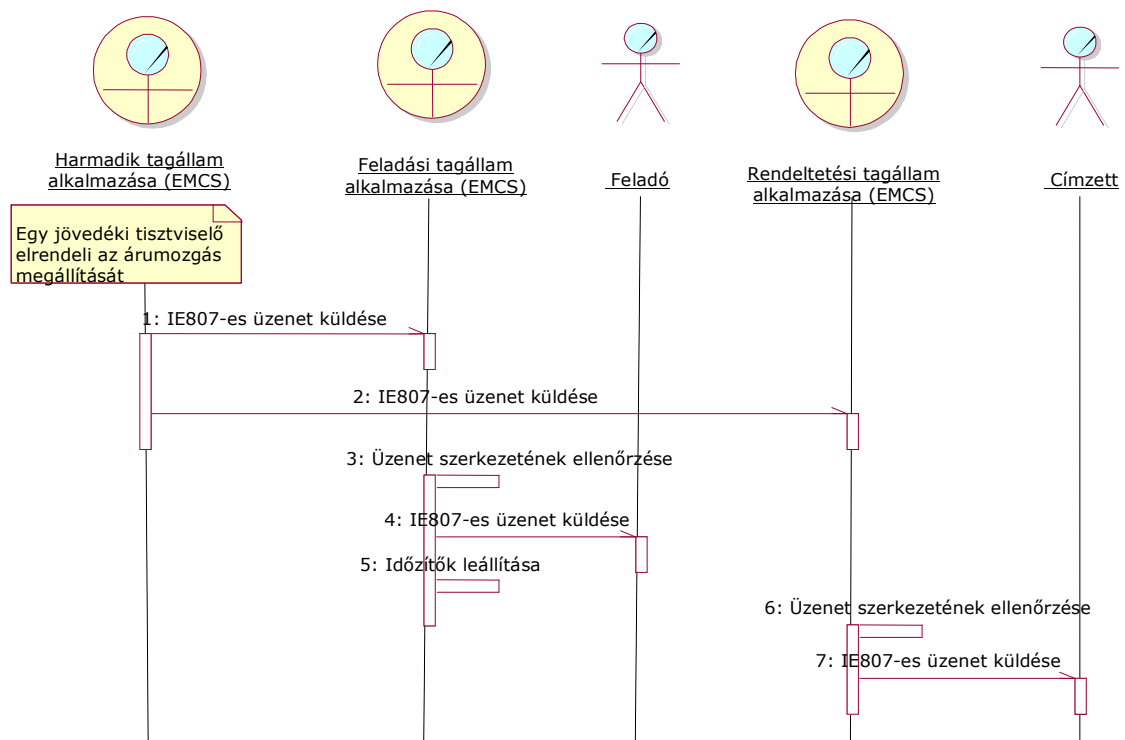 Harmadik tagállam
alkalmazása (EMCS)
Feladási tagállam
alkalmazása (EMCS)
Feladó
Rendeltetési tagállam
alkalmazása (EMCS)
Címzett
Egy jövedéki tisztviselő
elrendeli az árumozgás
megállítását
1: IE807-es üzenet küldése
2: IE807-es üzenet küldése
3: Üzenet szerkezetének ellenőrzése
4: IE807-es üzenet küldése
5: Időzítők leállítása
6: Üzenet szerkezetének ellenőrzése
7: IE807-es üzenet küldése